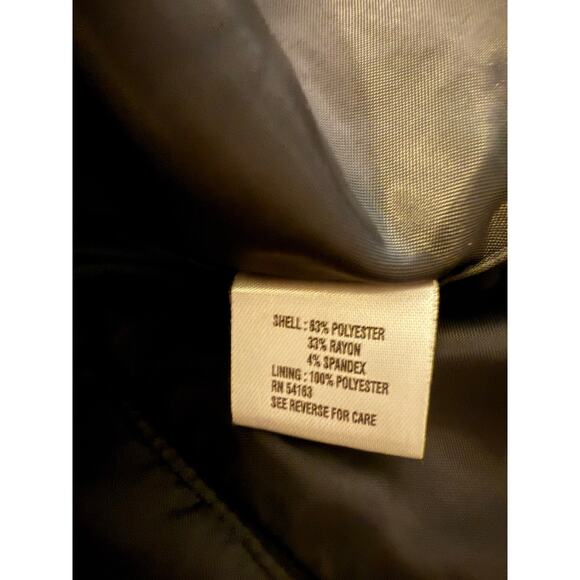 SHELL : 63% POLYESTER
33% RAYON
4% SPANDEX
LINING : 100% POLYESTER
RN 54163
SEE REVERSE FOR CARE